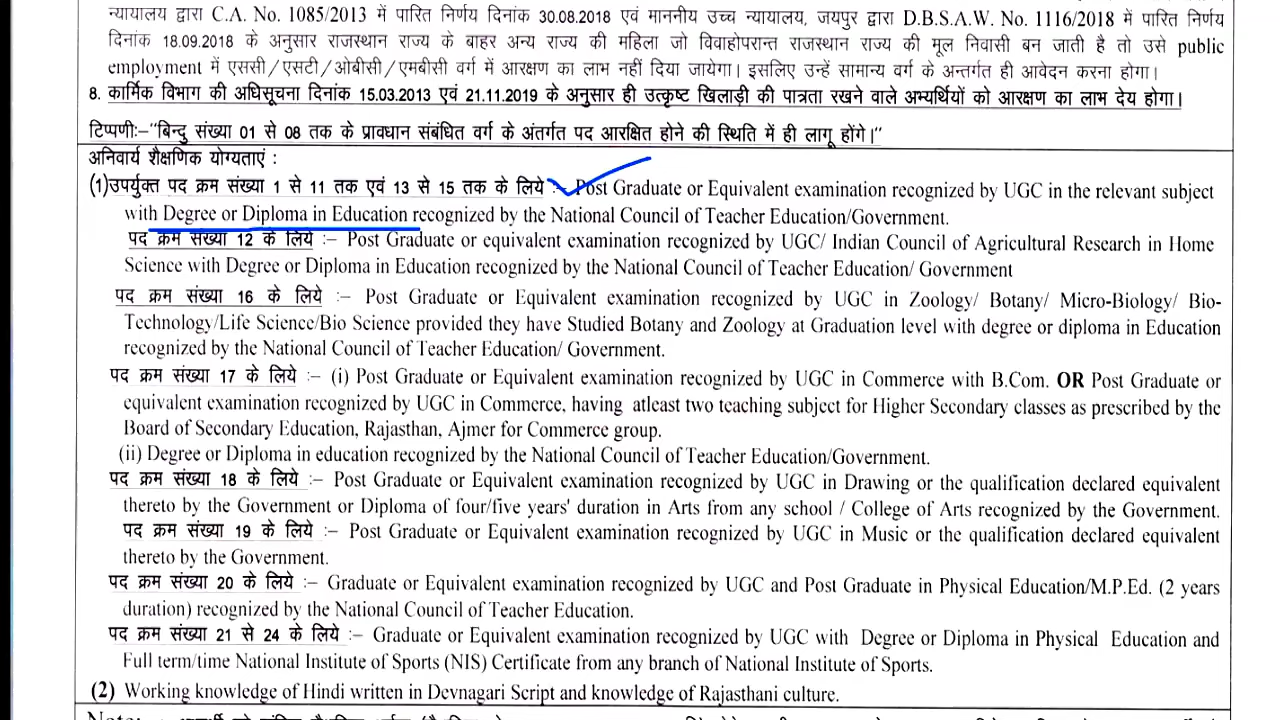 न्यायालय द्वारा C.A. No. 1085/2013 में पारित निर्णय दिनांक 30.08.2018 एवं माननीय उच्च न्यायालय, जयपुर द्वारा D.B.S.A.W. No. 1116/2018 में पारित निर्णय
दिनांक 18.09.2018 के अनुसार राजस्थान राज्य के बाहर अन्य राज्य की महिला जो विवाहोपरान्त राजस्थान राज्य की मूल निवासी बन जाती है तो उसे public
employment में एससी/एसटी/ओबीसी/एमबीसी वर्ग में आरक्षण का लाभ नहीं दिया जायेगा। इसलिए उन्हें सामान्य वर्ग के अन्तर्गत ही आवेदन करना होगा।
8. कार्मिक विभाग की अधिसूचना दिनांक 15.03.2013 एवं 21.11.2019 के अनुसार ही उत्कृष्ट खिलाड़ी की पात्रता रखने वाले अभ्यर्थियों को आरक्षण का लाभ देय होगा।
टिप्पणी:-"बिन्दु संख्या 01 से 08 तक के प्रावधान संबंधित वर्ग के अंतर्गत पद आरक्षित होने की स्थिति में ही लागू होंगे।"
अनिवार्य शैक्षणिक योग्यताएं :
(1)उपर्युक्त पद क्रम संख्या 1 से 11 तक एवं 13 से 15 तक के लिये :- Post Graduate or Equivalent examination recognized by UGC in the relevant subject
with Degree or Diploma in Education recognized by the National Council of Teacher Education/Government.
पद क्रम संख्या 12 के लिये :- Post Graduate or equivalent examination recognized by UGC/ Indian Council of Agricultural Research in Home
Science with Degree or Diploma in Education recognized by the National Council of Teacher Education/ Government
पद क्रम संख्या 16 के लिये :- Post Graduate or Equivalent examination recognized by UGC in Zoology/ Botany/ Micro-Biology/ Bio-
Technology/Life Science/Bio Science provided they have Studied Botany and Zoology at Graduation level with degree or diploma in Education
recognized by the National Council of Teacher Education/ Government.
पद क्रम संख्या 17 के लिये :- (i) Post Graduate or Equivalent examination recognized by UGC in Commerce with B.Com. OR Post Graduate or
equivalent examination recognized by UGC in Commerce, having atleast two teaching subject for Higher Secondary classes as prescribed by the
Board of Secondary Education, Rajasthan, Ajmer for Commerce group.
(ii) Degree or Diploma in education recognized by the National Council of Teacher Education/Government.
पद क्रम संख्या 18 के लिये :- Post Graduate or Equivalent examination recognized by UGC in Drawing or the qualification declared equivalent
thereto by the Government or Diploma of four/five years' duration in Arts from any school / College of Arts recognized by the Government.
पद क्रम संख्या 19 के लिये :- Post Graduate or Equivalent examination recognized by UGC in Music or the qualification declared equivalent
thereto by the Government.
पद क्रम संख्या 20 के लिये :- Graduate or Equivalent examination recognized by UGC and Post Graduate in Physical Education/M.P.Ed. (2 years
duration) recognized by the National Council of Teacher Education.
पद क्रम संख्या 21 से 24 के लिये :- Graduate or Equivalent examination recognized by UGC with Degree or Diploma in Physical Education and
Full term/time National Institute of Sports (NIS) Certificate from any branch of National Institute of Sports.
(2) Working knowledge of Hindi written in Devnagari Script and knowledge of Rajasthani culture.